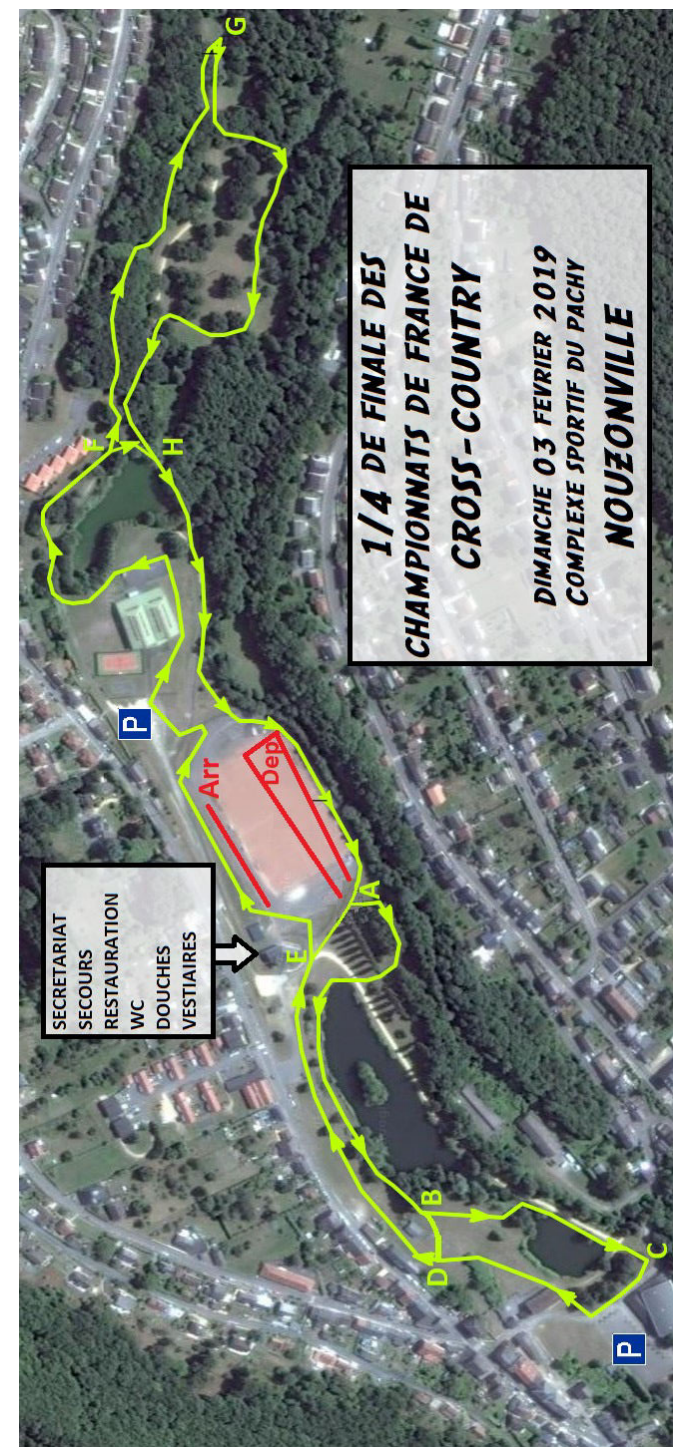 1/4 DE FINALE DES
CHAMPIONNATS DE FRANCE DE
CROSS-COUNTRY
DIMANCHE 03 FEVRIER 2019
COMPLEXE SPORTIF DU PACHY
NOUZONVILLE
SECRETARIAT
SECOURS
RESTAURATION
WC
DOUCHES
VESTIAIRES
G
F
H
P
Arr
Dep
A
E
B
D
C
P